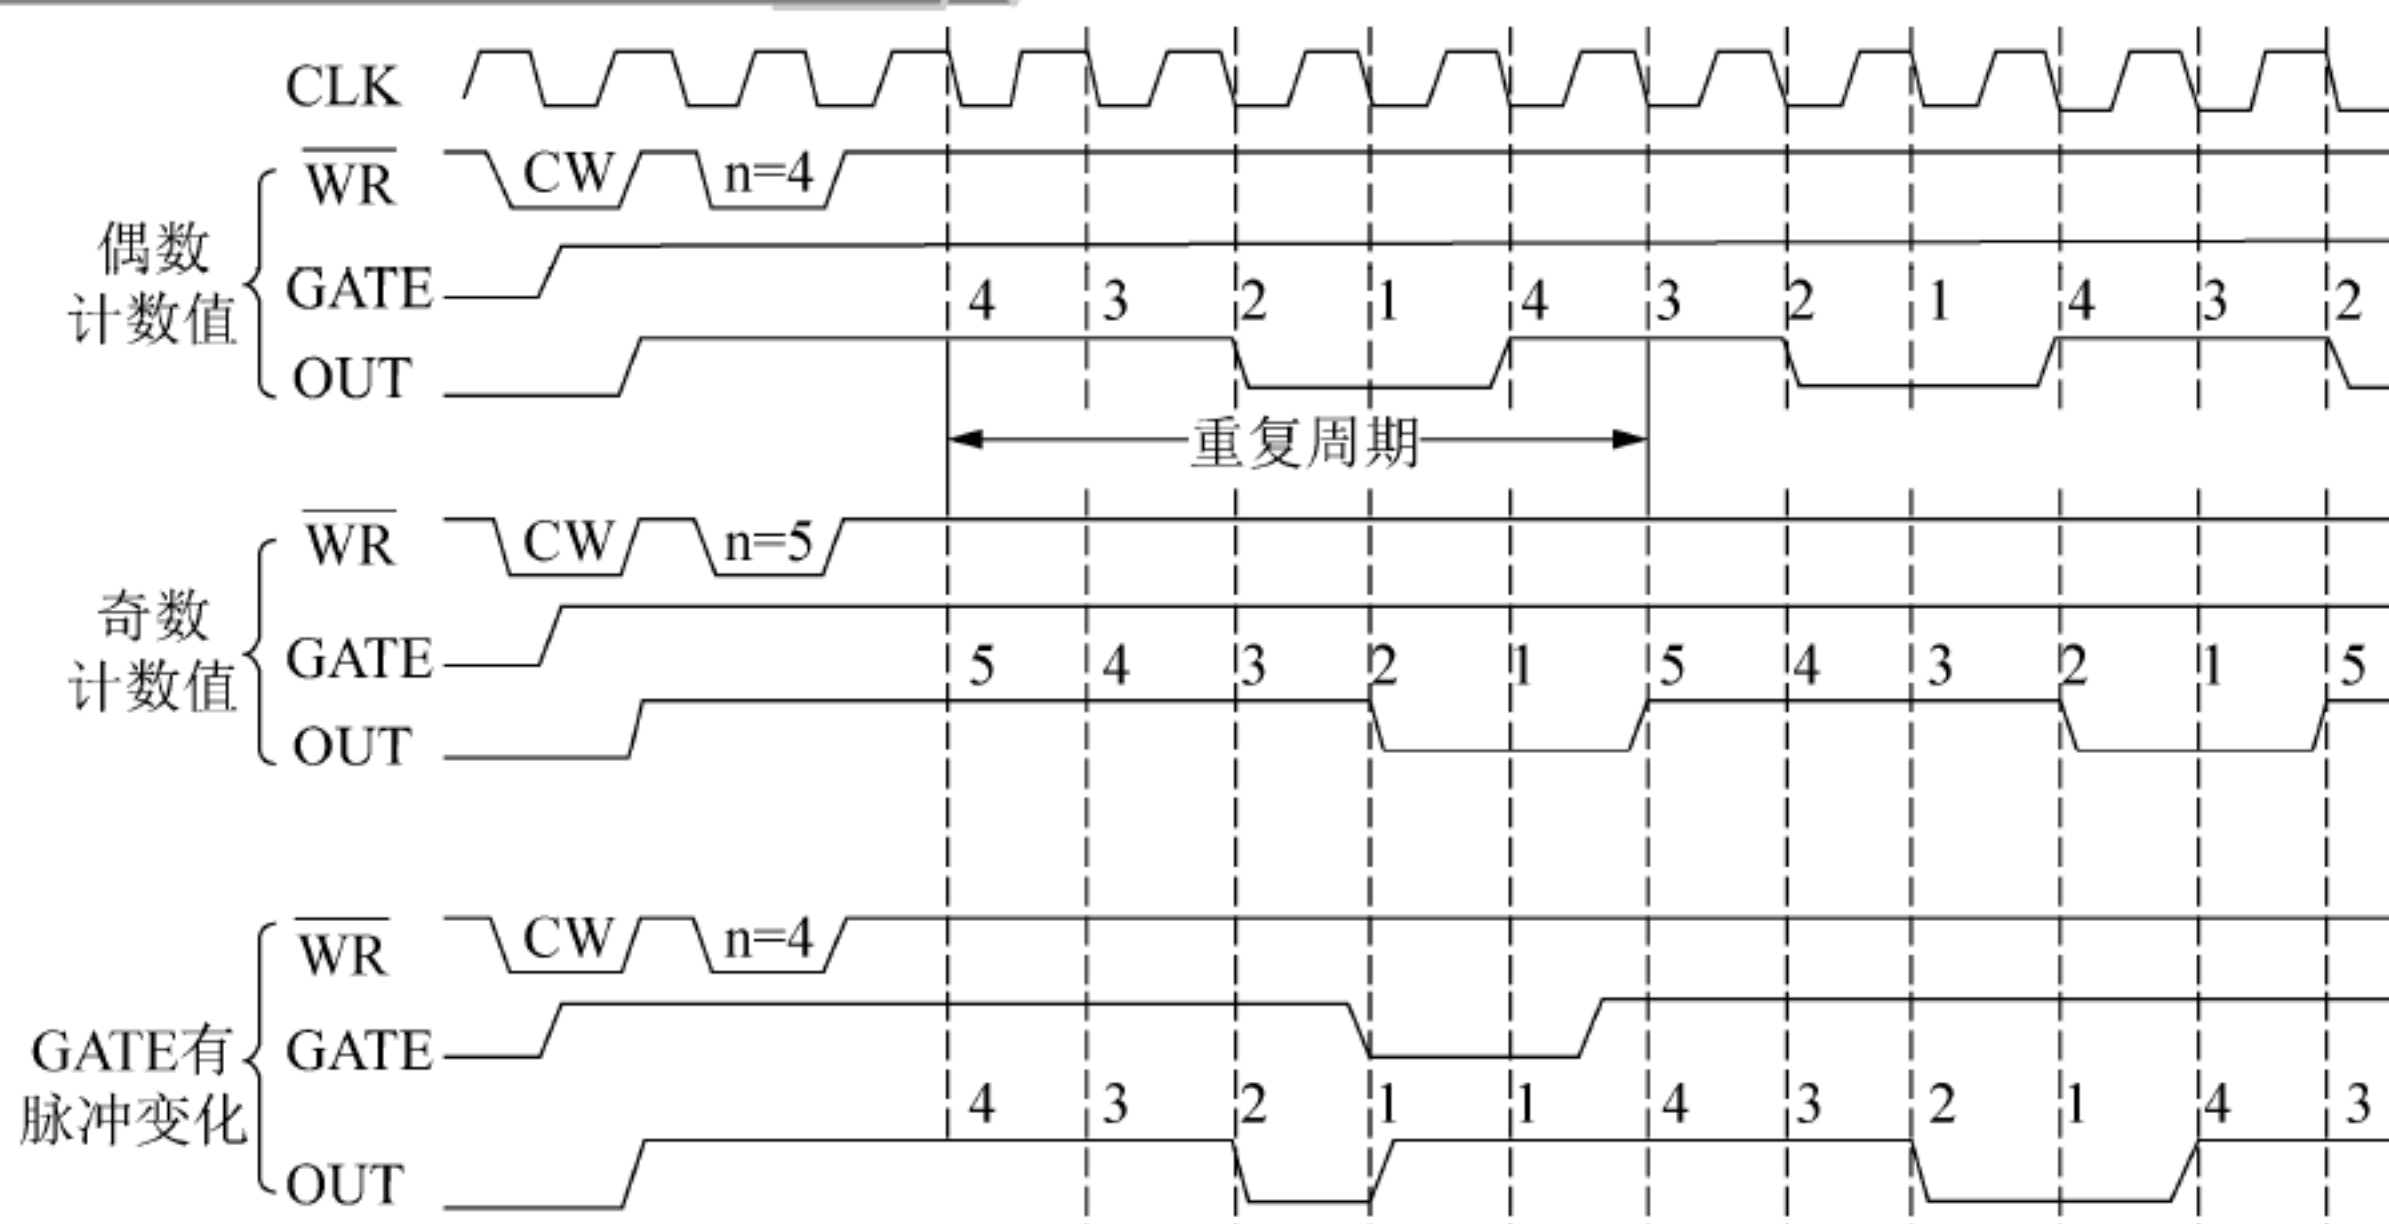 CLK
WR CW n=4
偶数
计数值
GATE 4 3 2 1 4 3 2 1 4 3 2
OUT
重复周期
WR CW n=5
奇数
计数值
GATE 5 4 3 2 1 5 4 3 2 1 5
OUT
WR CW n=4
GATE有
脉冲变化
GATE
4 3 2 1 1 4 3 2 1 4 3
OUT